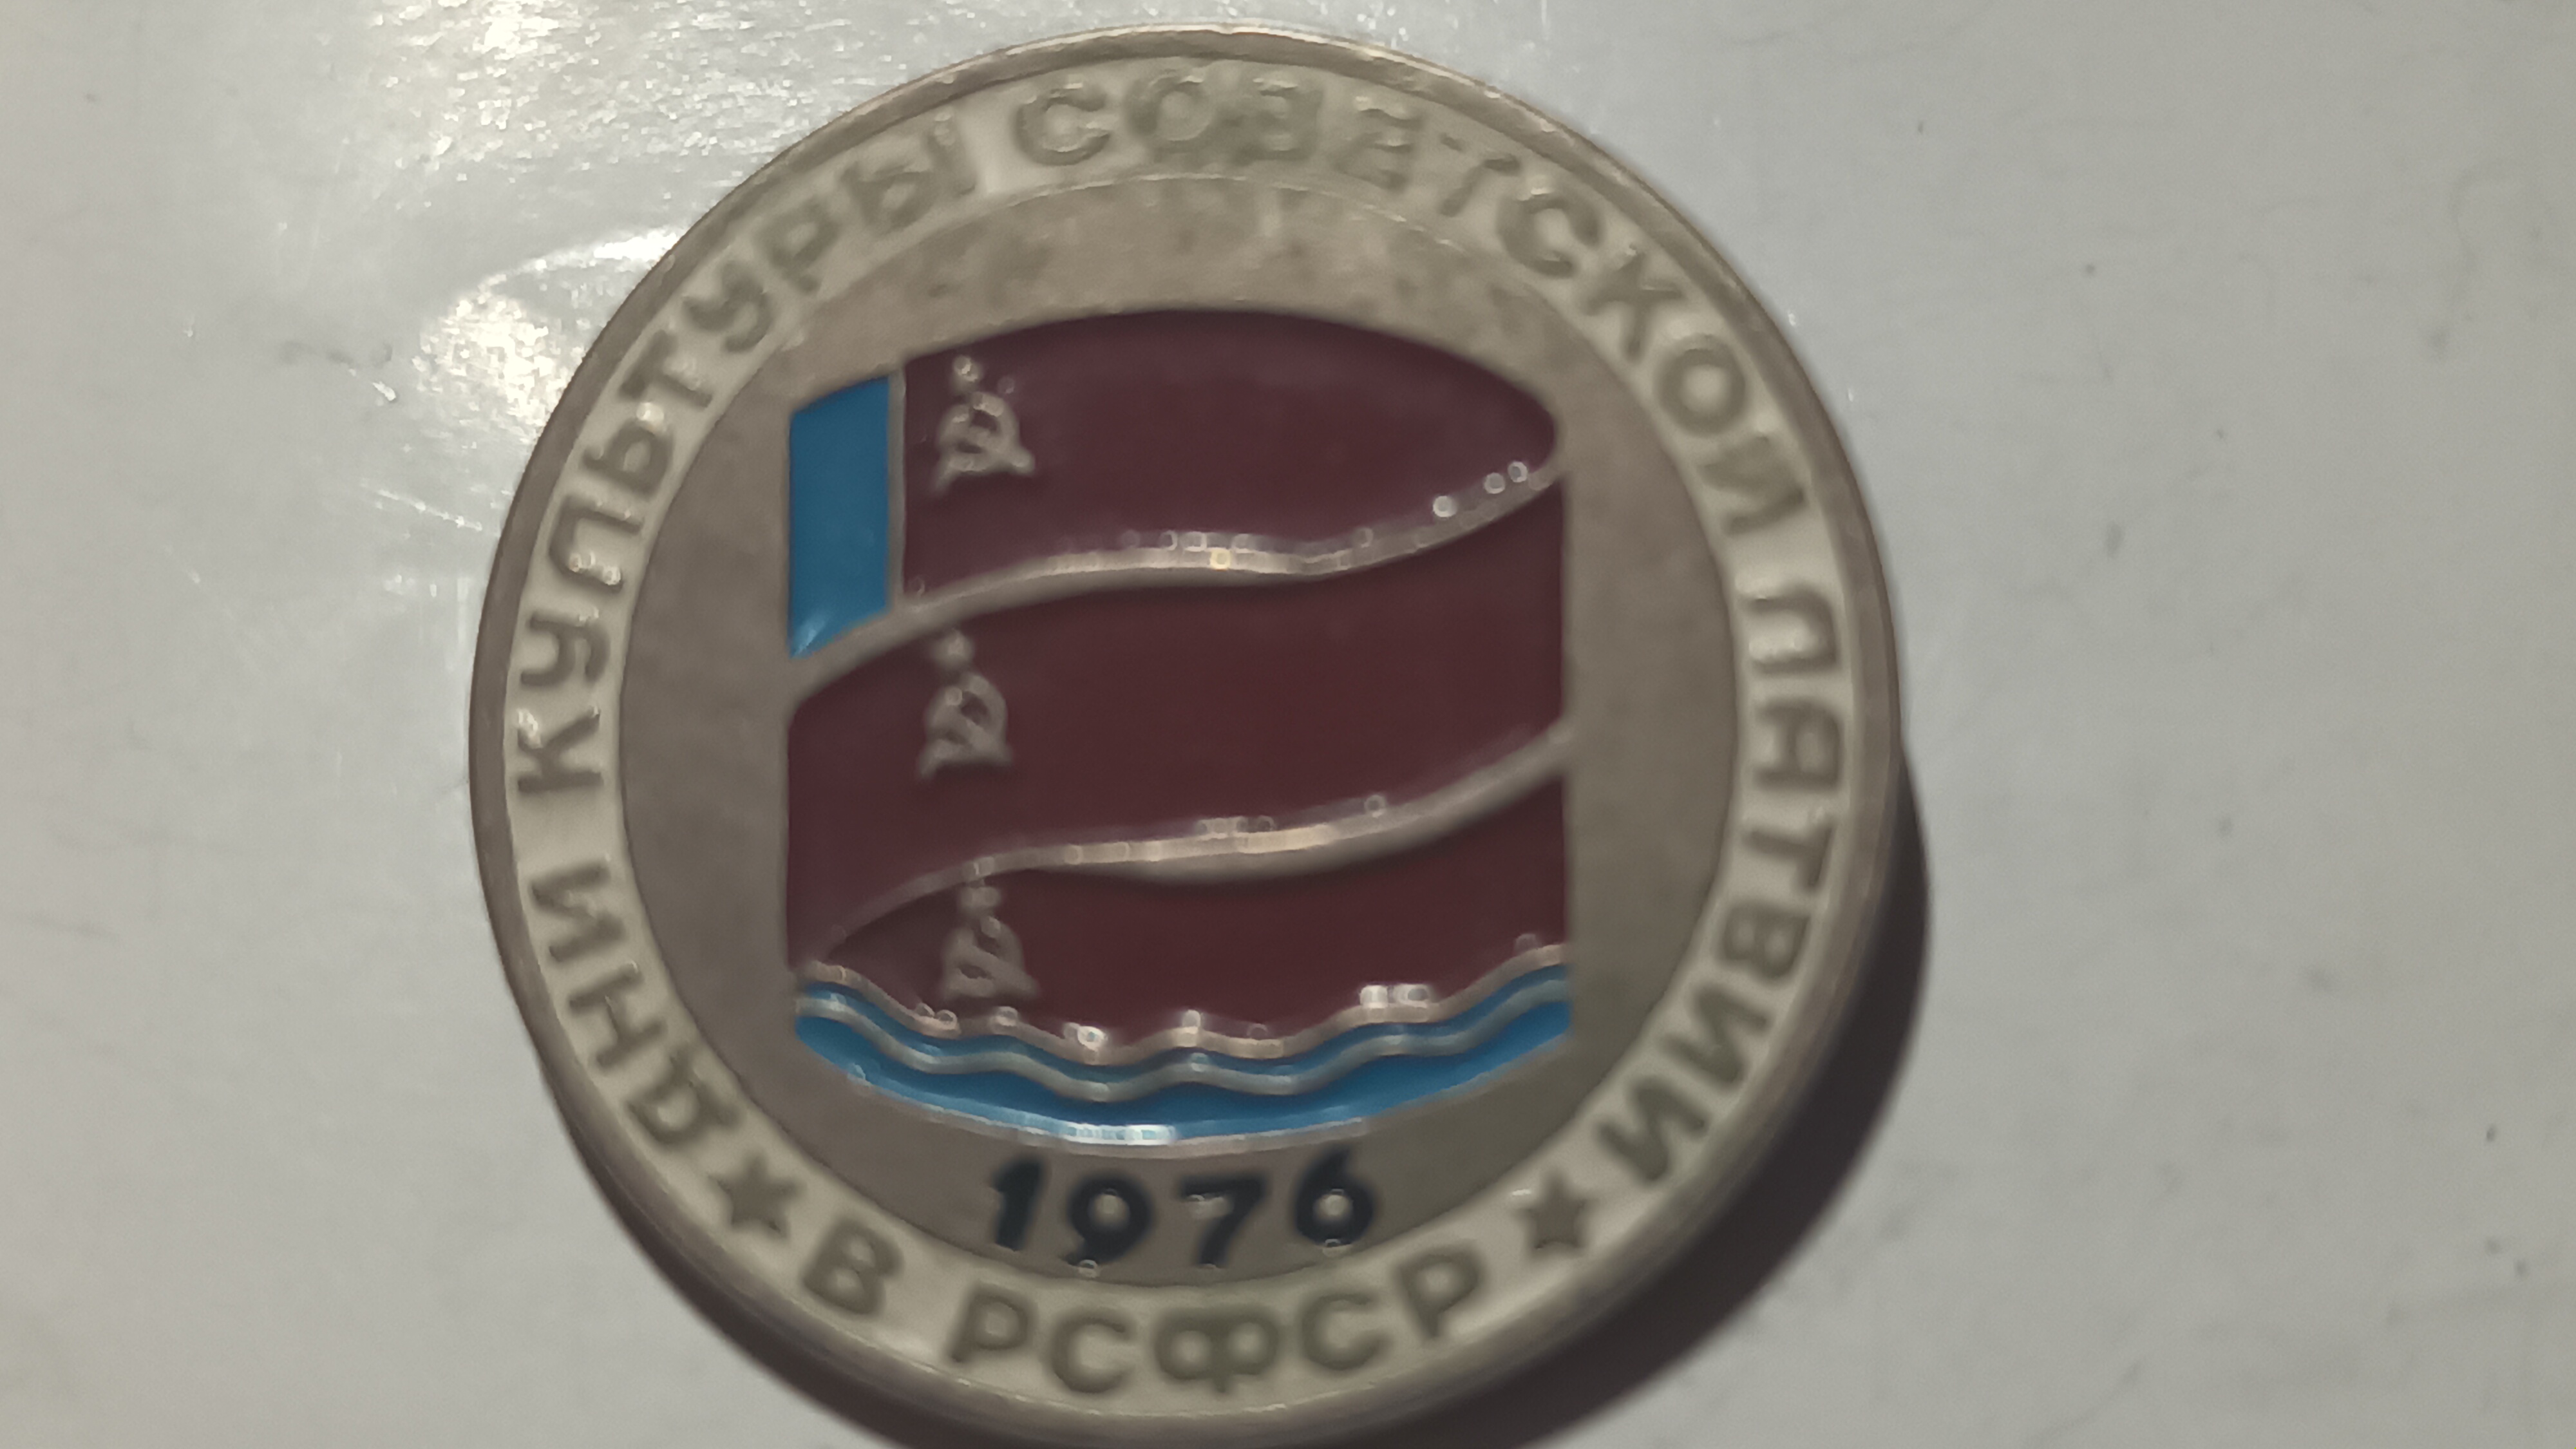 ДНИ КУЛЬТУРЫ СОВЕТСКОЙ ЛАТВИИ
1976
★ В РСФСР ★